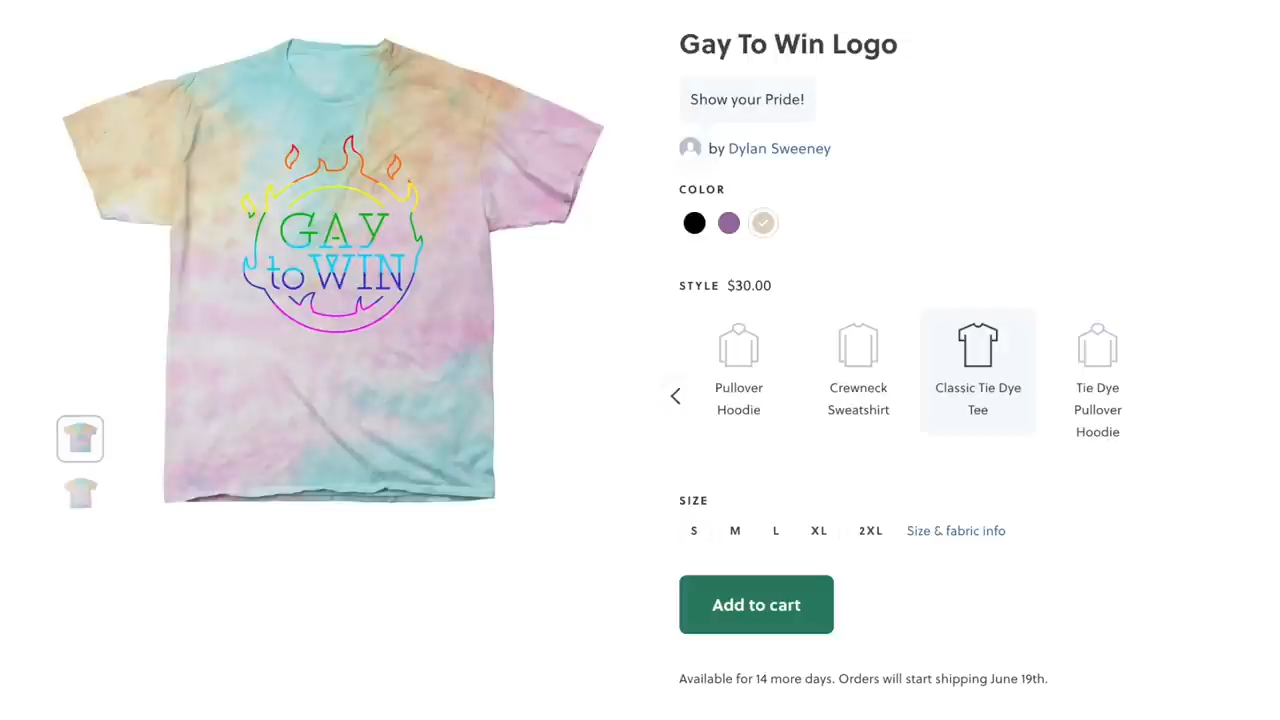 Gay To Win Logo
Show your Pride!
by Dylan Sweeney
COLOR
STYLE $30.00
Pullover
Hoodie
Crewneck
Sweatshirt
Classic Tie Dye
Tee
Tie Dye
Pullover
Hoodie
SIZE
S M L XL 2XL Size & fabric info
Add to cart
Available for 14 more days. Orders will start shipping June 19th.
GAY
to WIN